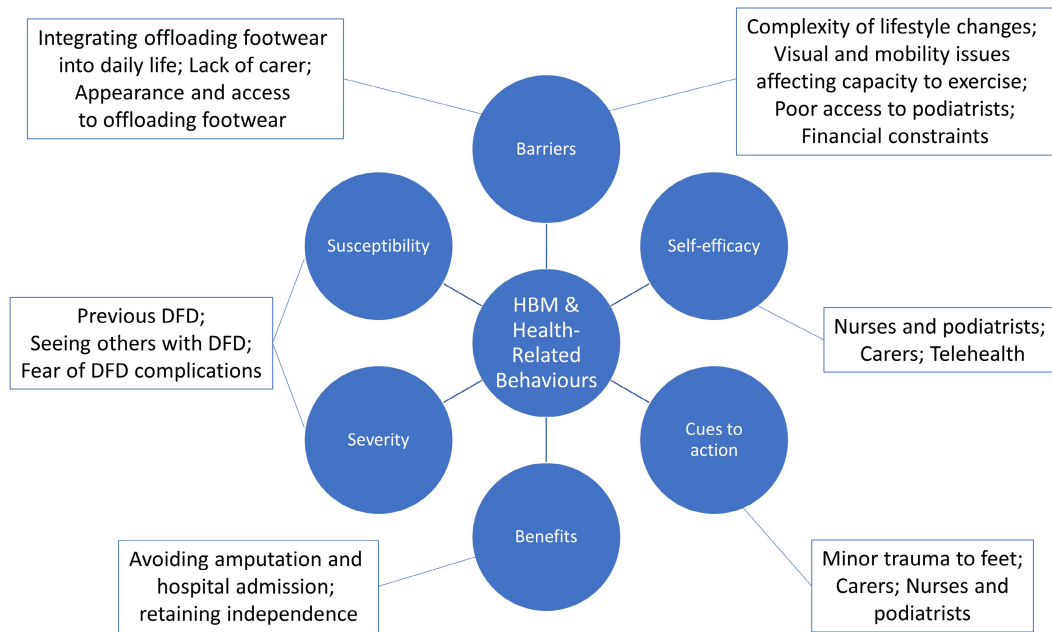 Integrating offloading footwear
into daily life; Lack of carer;
Appearance and access
to offloading footwear
Complexity of lifestyle changes;
Visual and mobility issues
affecting capacity to exercise;
Poor access to podiatrists;
Financial constraints
Barriers
Susceptibility
Self-efficacy
HBM &
Health-
Related
Behaviours
Previous DFD;
Seeing others with DFD;
Fear of DFD complications
Nurses and podiatrists;
Carers; Telehealth
Severity
Cues to
action
Benefits
Avoiding amputation and
hospital admission;
retaining independence
Minor trauma to feet;
Carers; Nurses and
podiatrists